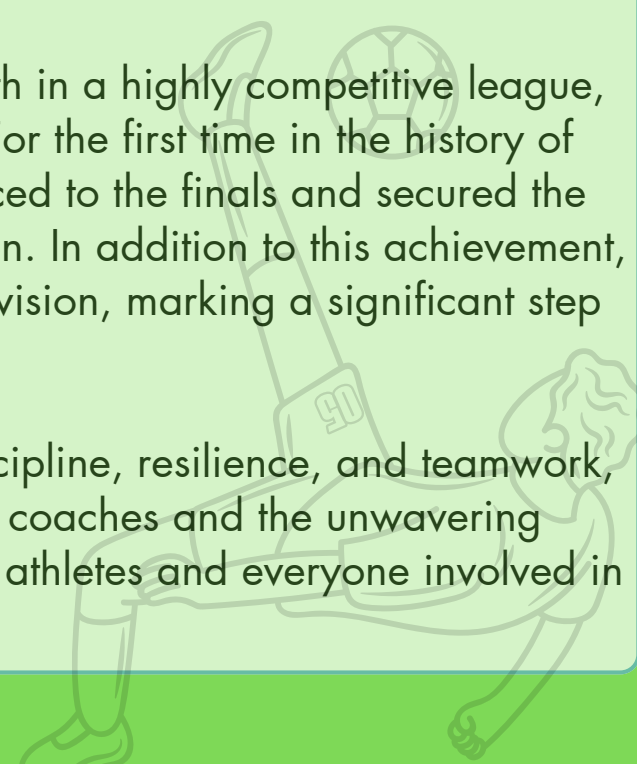 h in a highly competitive league,
or the first time in the history of
ced to the finals and secured the
n. In addition to this achievement,
vision, marking a significant step
cipline, resilience, and teamwork,
coaches and the unwavering
athletes and everyone involved in
50